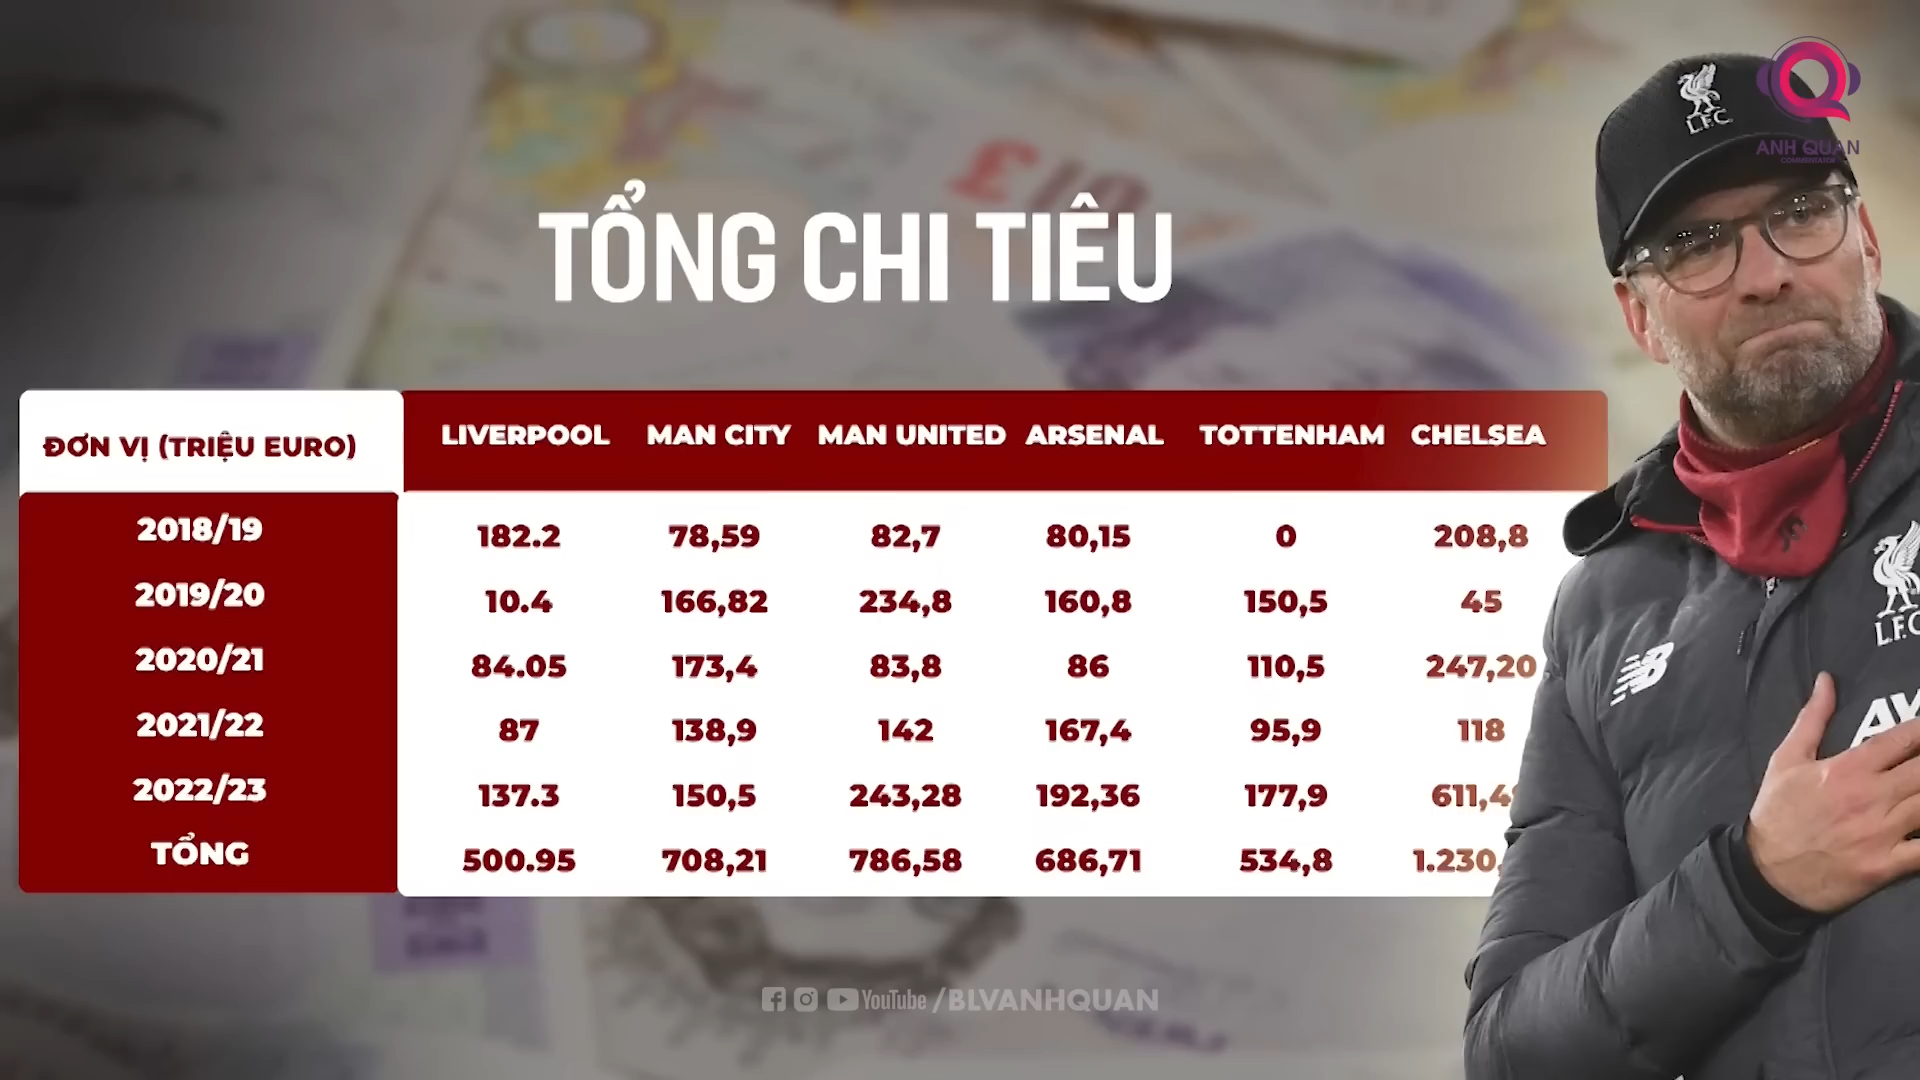 ANH QUAN
COMMENTATOR
L.F.C.
TỔNG CHI TIÊU
ĐƠN VỊ (TRIỆU EURO) LIVERPOOL MAN CITY MAN UNITED ARSENAL TOTTENHAM CHELSEA
2018/19 182.2 78,59 82,7 80,15 0 208,8
2019/20 10.4 166,82 234,8 160,8 150,5 45
2020/21 84.05 173,4 83,8 86 110,5 247,20
2021/22 87 138,9 142 167,4 95,9 118
2022/23 137.3 150,5 243,28 192,36 177,9
TỔNG 500.95 708,21 786,58 686,71 534,8
L.F.C
NB
YouTube /BLVANHQUAN